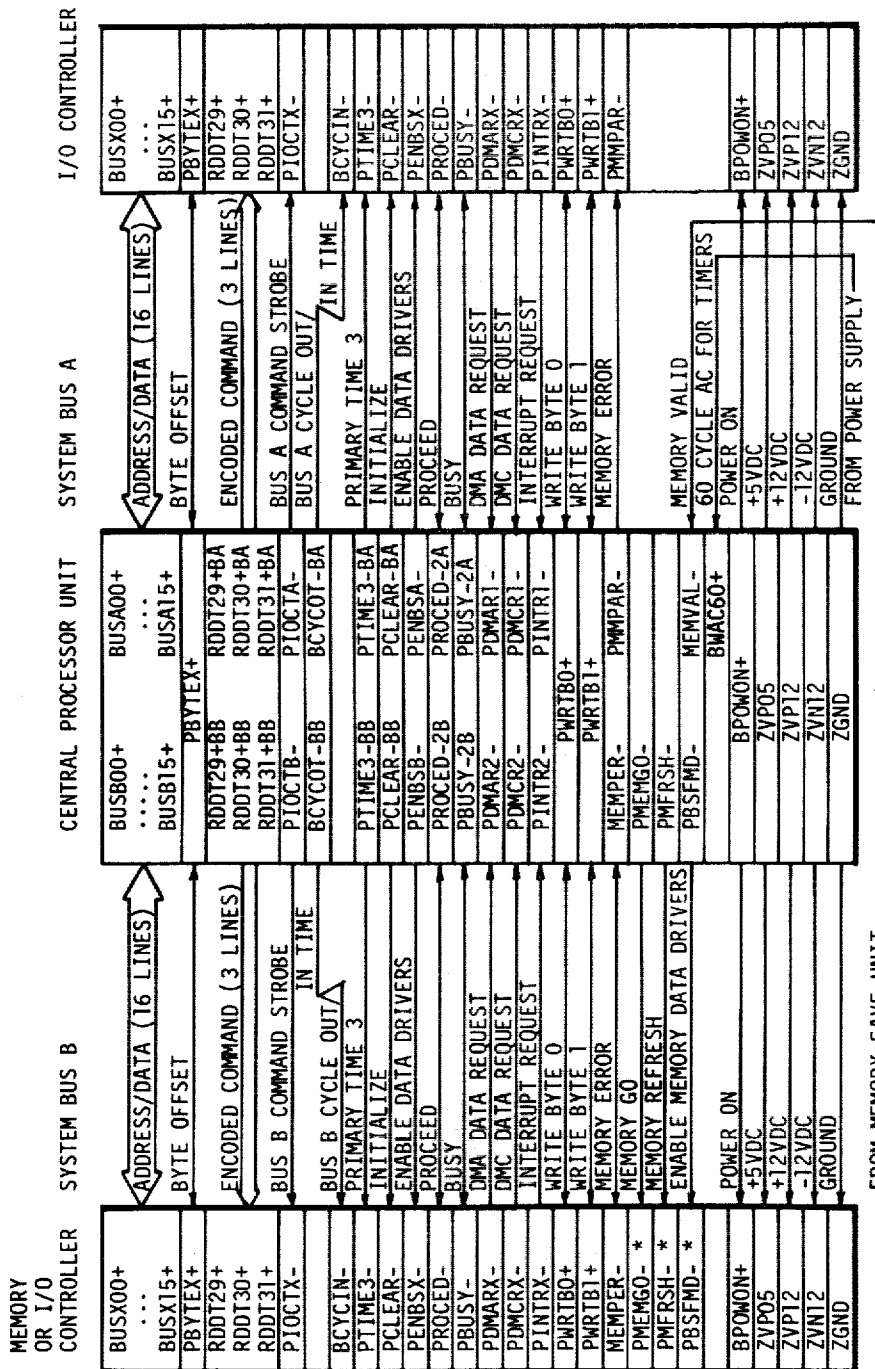 MEMORY
OR I/O
CONTROLLER
SYSTEM BUS B
CENTRAL PROCESSOR UNIT
SYSTEM BUS A
I/O CONTROLLER
BUSX00+
...
BUSX15+
PBYTEX+
RDDT29+
RDDT30+
RDDT31+
PIOCTX-
BCYCIN-
PTIME3-
PCLEAR-
PENBSX-
PROCED-
PBUSY-
PDMARX-
PDMCRX-
PINTRX-
PWRTB0+
PWRTB1+
MEMPER-
PMEMGO- *
PMFRSH- *
PBSFMD- *
BPOWON+
ZVP05
ZVP12
ZVN12
ZGND
ADDRESS/DATA (16 LINES)
BYTE OFFSET
ENCODED COMMAND (3 LINES)
BUS B COMMAND STROBE
IN TIME
BUS B CYCLE OUT/
PRIMARY TIME 3
INITIALIZE
ENABLE DATA DRIVERS
PROCEED
BUSY
DMA DATA REQUEST
DMC DATA REQUEST
INTERRUPT REQUEST
WRITE BYTE 0
WRITE BYTE 1
MEMORY ERROR
MEMORY GO
MEMORY REFRESH
ENABLE MEMORY DATA DRIVERS
POWER ON
+5VDC
+12VDC
-12VDC
GROUND
BUSB00+ BUSA00+
..... ...
BUSB15+ BUSA15+
PBYTEX+
RDDT29+BB RDDT29+BA
RDDT30+BB RDDT30+BA
RDDT31+BB RDDT31+BA
PIOCTB- PIOCTA-
BCYCOT-BB BCYCOT-BA
PTIME3-BB PTIME3-BA
PCLEAR-BB PCLEAR-BA
PENBSB- PENBSA-
PROCED-2B PROCED-2A
PBUSY-2B PBUSY-2A
PDMAR2- PDMAR1-
PDMCR2- PDMCR1-
PINTR2- PINTR1-
PWRTB0+
PWRTB1+
MEMPER- PMMPAR-
PMEMGO-
PMFRSH-
PBSFMD- MEMVAL-
BWAC60+
BPOWON+
ZVP05
ZVP12
ZVN12
ZGND
ADDRESS/DATA (16 LINES)
BYTE OFFSET
ENCODED COMMAND (3 LINES)
BUS A COMMAND STROBE
BUS A CYCLE OUT/
/IN TIME
PRIMARY TIME 3
INITIALIZE
ENABLE DATA DRIVERS
PROCEED
BUSY
DMA DATA REQUEST
DMC DATA REQUEST
INTERRUPT REQUEST
WRITE BYTE 0
WRITE BYTE 1
MEMORY ERROR
MEMORY VALID
60 CYCLE AC FOR TIMERS
POWER ON
+5VDC
+12VDC
-12VDC
GROUND
FROM POWER SUPPLY
BUSX00+
...
BUSX15+
PBYTEX+
RDDT29+
RDDT30+
RDDT31+
PIOCTX-
BCYCIN-
PTIME3-
PCLEAR-
PENBSX-
PROCED-
PBUSY-
PDMARX-
PDMCRX-
PINTRX-
PWRTB0+
PWRTB1+
PMMPAR-
BPOWON+
ZVP05
ZVP12
ZVN12
ZGND
FROM MEMORY SAVE UNIT